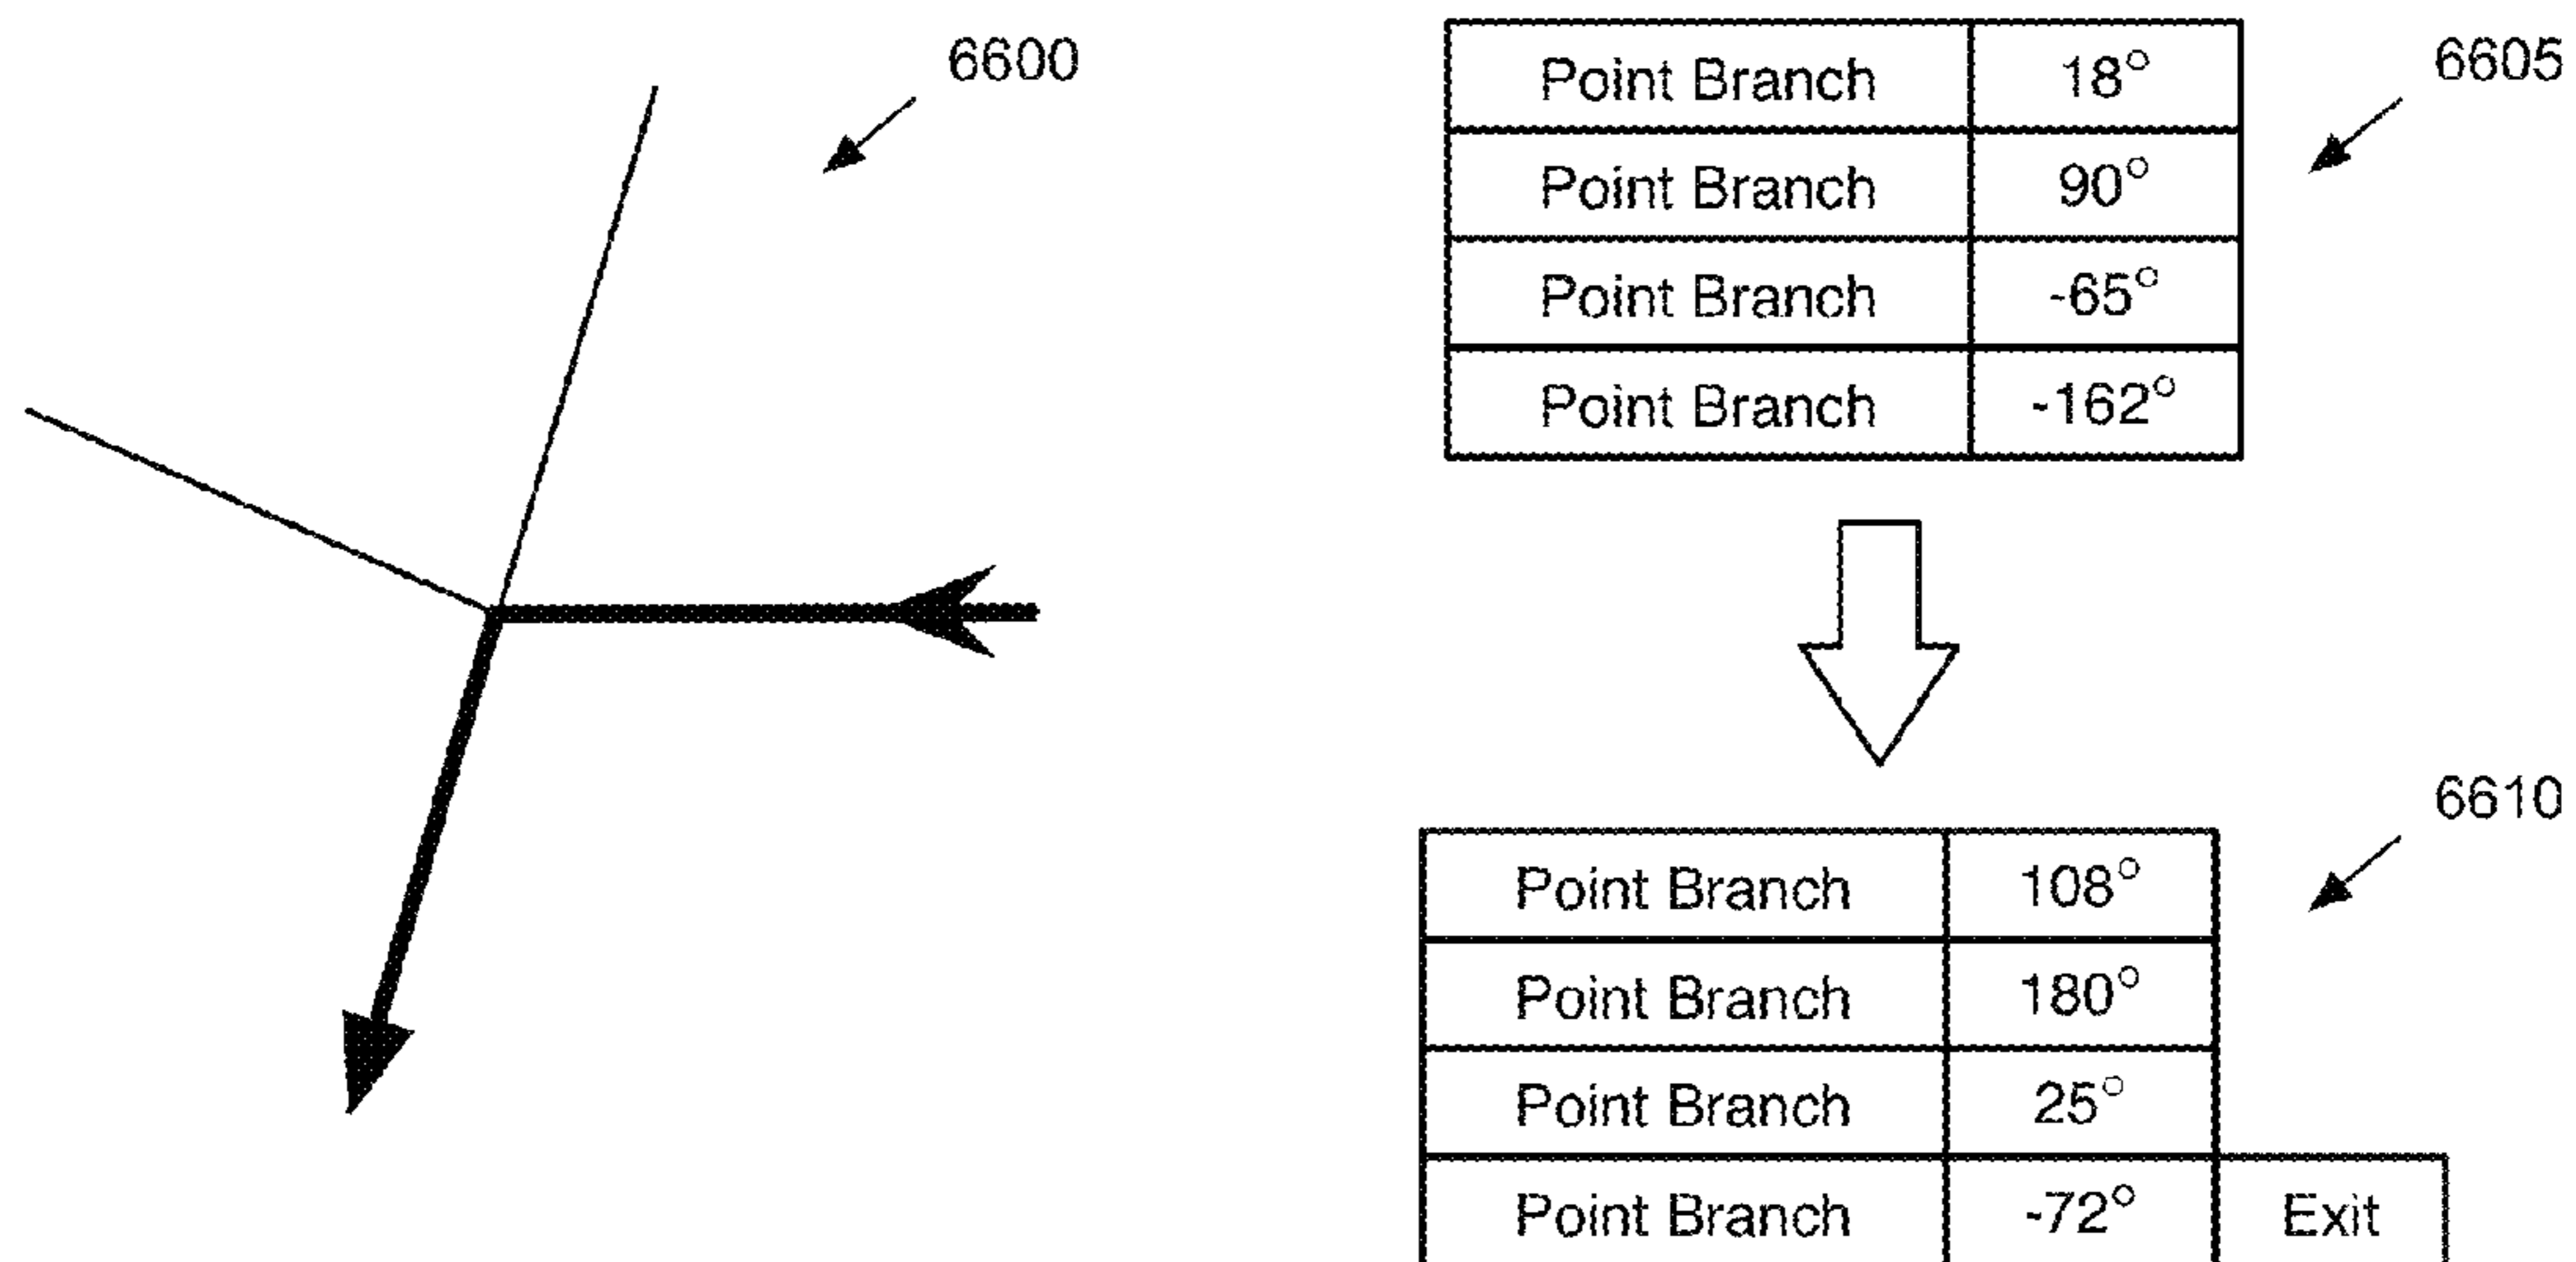 6600
Point Branch 18°
6605
Point Branch 90°
Point Branch -65°
Point Branch -162°
6610
Point Branch 108°
Point Branch 180°
Point Branch 25°
Point Branch -72° Exit